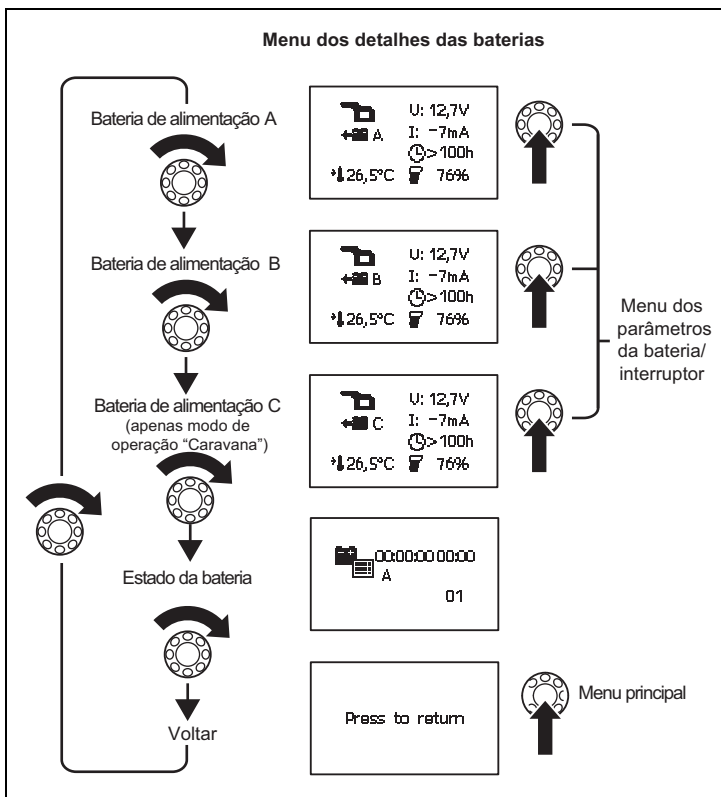 Menu dos detalhes das baterias
Bateria de alimentação A
U: 12,7V
A
I: -7mA
>100h
26,5°C
76%
Bateria de alimentação B
U: 12,7V
B
I: -7mA
>100h
26,5°C
76%
Menu dos
parâmetros
da bateria/
interruptor
Bateria de alimentação C
(apenas modo de
operação “Caravana”)
U: 12,7V
C
I: -7mA
>100h
26,5°C
76%
Estado da bateria
00:00:00 00:00
A
01
Voltar
Press to return
Menu principal